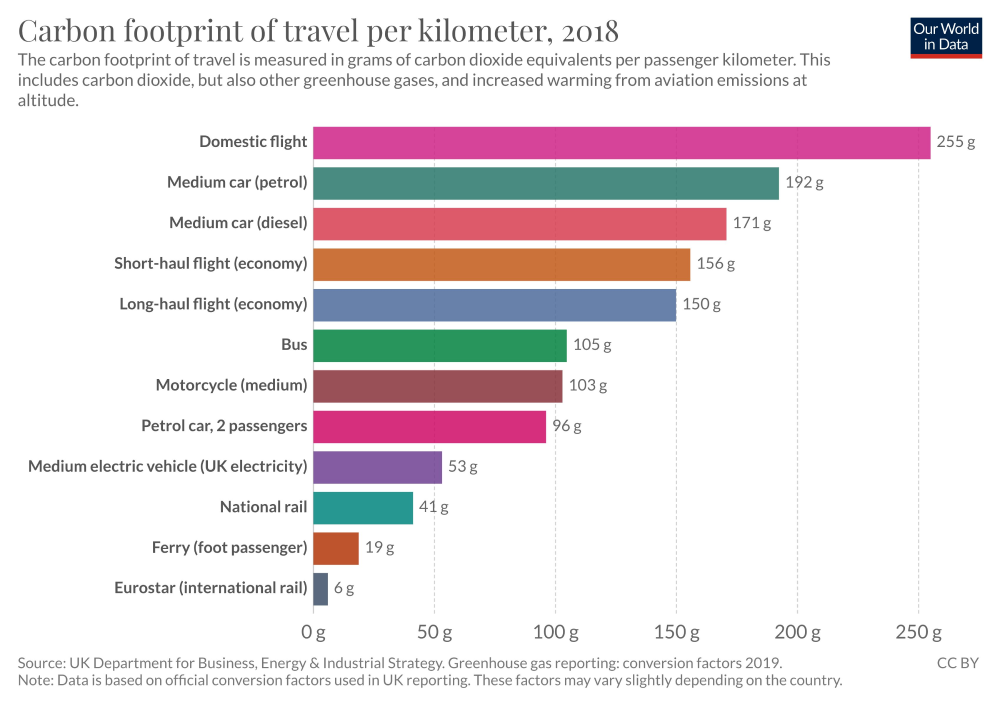 Carbon footprint of travel per kilometer, 2018
Our World
in Data
The carbon footprint of travel is measured in grams of carbon dioxide equivalents per passenger kilometer. This
includes carbon dioxide, but also other greenhouse gases, and increased warming from aviation emissions at
altitude.
Domestic flight 255 g
Medium car (petrol) 192 g
Medium car (diesel) 171 g
Short-haul flight (economy) 156 g
Long-haul flight (economy) 150 g
Bus 105 g
Motorcycle (medium) 103 g
Petrol car, 2 passengers 96 g
Medium electric vehicle (UK electricity) 53 g
National rail 41 g
Ferry (foot passenger) 19 g
Eurostar (international rail) 6 g
0 g 50 g 100 g 150 g 200 g 250 g
Source: UK Department for Business, Energy & Industrial Strategy. Greenhouse gas reporting: conversion factors 2019. CC BY
Note: Data is based on official conversion factors used in UK reporting. These factors may vary slightly depending on the country.